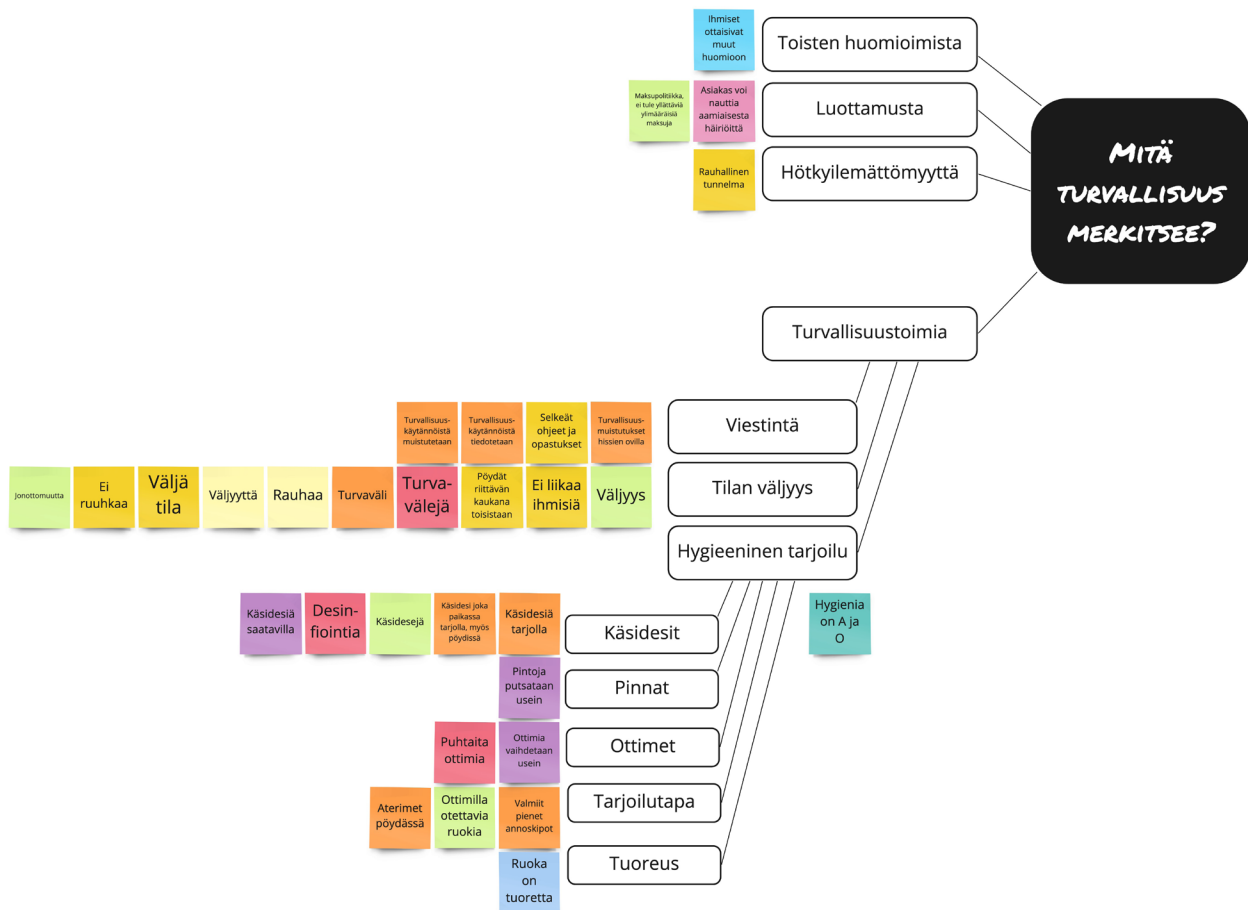 Ihmiset
ottaisivat
muut
huomioon
Toisten huomioimista
Maksupolitiikka,
ei tule yllättäviä
ylimääräisiä
maksuja
Asiakas voi
nauttia
aamiaisesta
häiriöittä
Luottamusta
Rauhallinen
tunnelma
Hötkyilemättömyyttä
MITÄ
TURVALLISUUS
MERKITSEE?
Turvallisuustoimia
Turvallisuus-
käytännöistä
muistutetaan
Turvallisuus-
käytännöistä
tiedotetaan
Selkeät
ohjeet ja
opastukset
Turvallisuus-
muistutukset
hissien ovilla
Viestintä
Jonottomuutta
Ei
ruuhkaa
Väljä
tila
Väljyyttä
Rauhaa
Turvaväli
Turva-
välejä
Pöydät
riittävän
kaukana
toisistaan
Ei liikaa
ihmisiä
Väljyys
Tilan väljyys
Hygieeninen tarjoilu
Käsidesiä
saatavilla
Desin-
fiointia
Käsidesejä
Käsidesi joka
paikassa
tarjolla, myös
pöydissä
Käsidesiä
tarjolla
Käsidesit
Hygienia
on A ja
O
Pintoja
putsataan
usein
Pinnat
Puhtaita
ottimia
Ottimia
vaihdetaan
usein
Ottimet
Aterimet
pöydässä
Ottimilla
otettavia
ruokia
Valmiit
pienet
annoskipot
Tarjoilutapa
Ruoka
on
tuoretta
Tuoreus